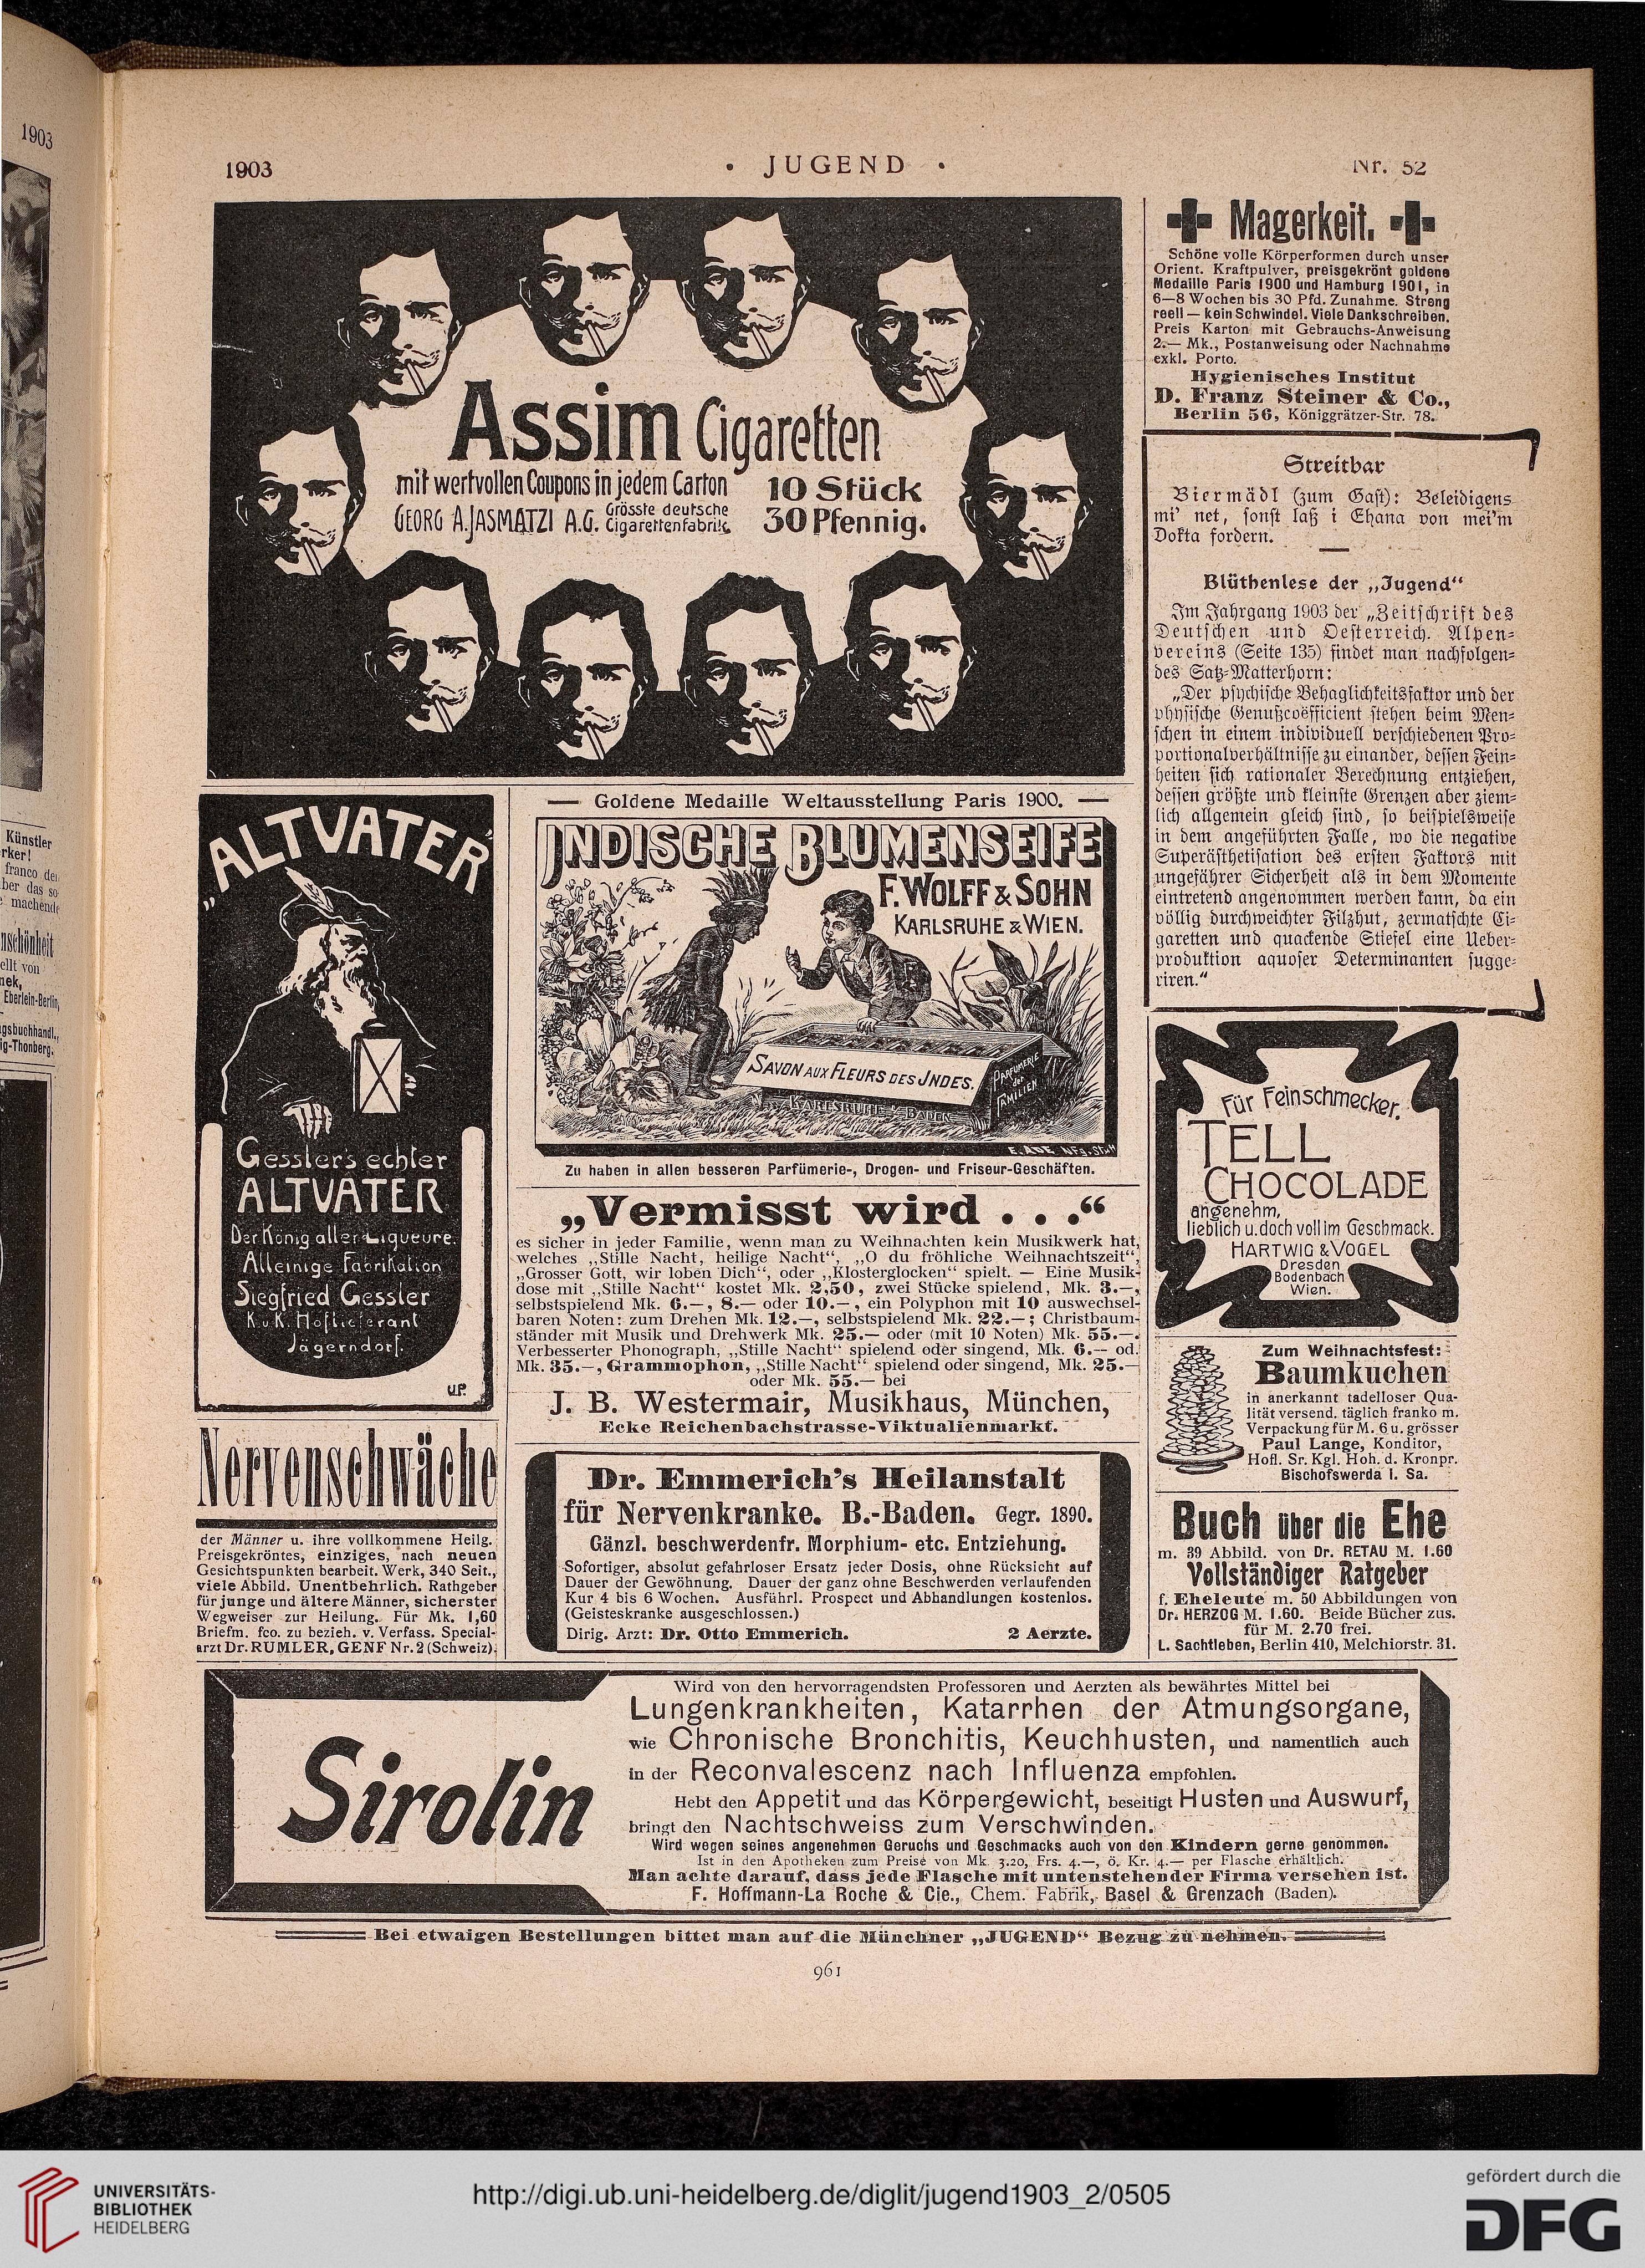 1903
1903
• JUGEND •
Nr. 52
Künstler
Assim Cigaretten
mit wertvollen Coupons in jedem Carton
10 Stück
30 Pfennig.
GEORG A. JASMATZI A.G. Grösste deutsche Cigarettenfabrik
Magerkeit.
Schöne volle Körperformen durch unser
Orient. Kraftpulver, preisgekrönt goldene
Medaille Paris 1900 und Hamburg 1901, in
6—8 Wochen bis 30 Pfd. Zunahme. Streng
reell — kein Schwindel. Viele Dankschreiben.
Preis Karton mit Gebrauchs-Anweisung
2.— Mk., Postanweisung oder Nachnahme
exkl. Porto.
Hygienisches Institut
D. Franz Steiner & Co.,
Berlin 56, Königgrätzer-Str. 78.
Streitbar
Biermädl (zum Gast): Beleidigens
mi' net, sonst laß i Ehana von mei'm
Dokta fordern.
Blüthenlese der „Jugend“
Im Jahrgang 1903 der „Zeitschrift des
Deutschen und Oesterreich. Alpen-
vereins (Seite 135) findet man nachfolgen-
des Satz-Matterhorn:
„Der psychische Behaglichkeitsfaktor und der
physische Genußcoëfficient stehen beim Men-
schen in einem individuell verschiedenen Pro-
portionalverhältnisse zu einander, dessen Fein-
heiten sich rationaler Berechnung entziehen,
dessen größte und kleinste Grenzen aber ziem-
lich allgemein gleich sind, so beispielsweise
in dem angeführten Falle, wo die negative
Superästhetisation des ersten Faktors mit
ungefährer Sicherheit als in dem Momente
eintretend angenommen werden kann, da ein
völlig durchweichter Filzhut, zermatschte Ci-
garetten und quackende Stiefel eine Ueber-
produktion aquoser Determinanten sugge-
riren.“
„ALTVATER“
Gessler's echter
ALTVATER
Der König aller Liqueure.
Alleinige Fabrikation
Siegfried Gessler
K.u.K. Hoflieferant
Jägerndorf.
U.P.
— Goldene Medaille Weltausstellung Paris 1900. —
INDISCHE BLUMENSEIFE
F. WOLFF & SOHN
KARLSRUHE & WIEN.
SAVON AUX FLEURS DES INDES.
PARFUMERIE der FAMILIEN
KARLSRUHE i/ BADEN
E. ADE
Zu haben in allen besseren Parfümerie-, Drogen- und Friseur-Geschäften.
„Vermisst wird . . .“
es sicher in jeder Familie, wenn man zu Weihnachten kein Musikwerk hat,
welches „Stille Nacht, heilige Nacht“, „O du fröhliche Weihnachtszeit“,
„Grosser Gott, wir loben Dich“, oder „Klosterglocken“ spielt. — Eine Musik-
dose mit „Stille Nacht“ kostet Mk. 2,50, zwei Stücke spielend, Mk. 3.—,
selbstspielend Mk. 6.—, 8.— oder 10.—, ein Polyphon mit 10 auswechsel-
baren Noten: zum Drehen Mk. 12.—, selbstspielend Mk. 22.—; Christbaum-
ständer mit Musik und Drehwerk Mk. 25.— oder (mit 10 Noten) Mk. 55.—.
Verbesserter Phonograph, „Stille Nacht“ spielend oder singend, Mk. 6.— od.
Mk. 35.—, Grammophon, „Stille Nacht“ spielend oder singend, Mk. 25.—
oder Mk. 55.— bei
J. B. Westermair, Musikhaus, München,
Ecke Reichenbachstrasse-Viktualienmarkt.
Für Feinschmecker.
TELL
CHOCOLADE
angenehm,
lieblich u. doch voll im Geschmack.
HARTWIG & VOGEL
Dresden
Bodenbach
Wien.
Zum Weihnachtsfest:
Baumkuchen
in anerkannt tadelloser Qua-
lität versend. täglich franko m.
Verpackung für M. 6 u. grösser
Paul Lange, Konditor,
Hofl. Sr. Kgl. Hoh. d. Kronpr.
Bischofswerda i. Sa.
Nervenschwäche
der Männer u. ihre vollkommene Heilg.
Preisgekröntes, einziges, nach neuen
Gesichtspunkten bearbeit. Werk, 340 Seit.,
viele Abbild. Unentbehrlich. Rathgeber
für junge und ältere Männer, sicherster
Wegweiser zur Heilung. Für Mk. 1,60
Briefm. fco. zu bezieh. v. Verfass. Special-
arzt Dr. RUMLER, GENF Nr. 2 (Schweiz).
Dr. Emmerich's Heilanstalt
für Nervenkranke. B.-Baden. Gegr. 1890.
Gänzl. beschwerdenfr. Morphium- etc. Entziehung.
Sofortiger, absolut gefahrloser Ersatz jeder Dosis, ohne Rücksicht auf
Dauer der Gewöhnung. Dauer der ganz ohne Beschwerden verlaufenden
Kur 4 bis 6 Wochen. Ausführl. Prospect und Abhandlungen kostenlos.
(Geisteskranke ausgeschlossen.)
Dirig. Arzt: Dr. Otto Emmerich. 2 Aerzte.
Buch über die Ehe
m. 39 Abbild. von Dr. RETAU M. 1.60
Vollständiger Ratgeber
f. Eheleute m. 50 Abbildungen von
Dr. HERZOG M. 1.60. Beide Bücher zus.
für M. 2.70 frei.
L. Sachtleben, Berlin 410, Melchiorstr. 31.
Sirolin
Wird von den hervorragendsten Professoren und Aerzten als bewährtes Mittel bei
Lungenkrankheiten, Katarrhen der Atmungsorgane,
wie Chronische Bronchitis, Keuchhusten, und namentlich auch
in der Reconvalescenz nach Influenza empfohlen.
Hebt den Appetit und das Körpergewicht, beseitigt Husten und Auswurf,
bringt den Nachtschweiss zum Verschwinden.
Wird wegen seines angenehmen Geruchs und Geschmacks auch von den Kindern gerne genommen.
Ist in den Apotheken zum Preise von Mk. 3.20, Frs. 4.—, ö. Kr. 4.— per Flasche erhältlich.
Man achte darauf, dass jede Flasche mit untenstehender Firma versehen ist.
F. Hoffmann-La Roche & Cie., Chem. Fabrik, Basel & Grenzach (Baden).
Bei etwaigen Bestellungen bittet man auf die Münchner „JUGEND“ Bezug zu nehmen.
961
UNIVERSITÄTS-
BIBLIOTHEK
HEIDELBERG
http://digi.ub.uni-heidelberg.de/diglit/jugend1903_2/0505
gefördert durch die
DFG